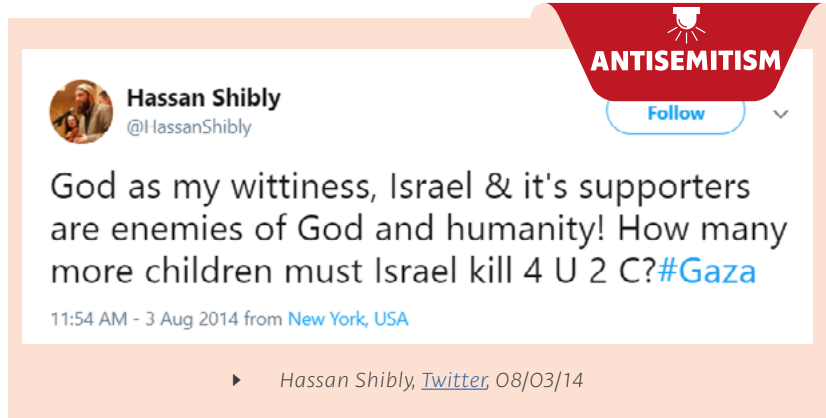 ANTISEMITISM
Hassan Shibly
@HassanShibly
Follow
God as my wittiness, Israel & it's supporters
are enemies of God and humanity! How many
more children must Israel kill 4 U 2 C?#Gaza
11:54 AM - 3 Aug 2014 from New York, USA
Hassan Shibly, Twitter, 08/03/14